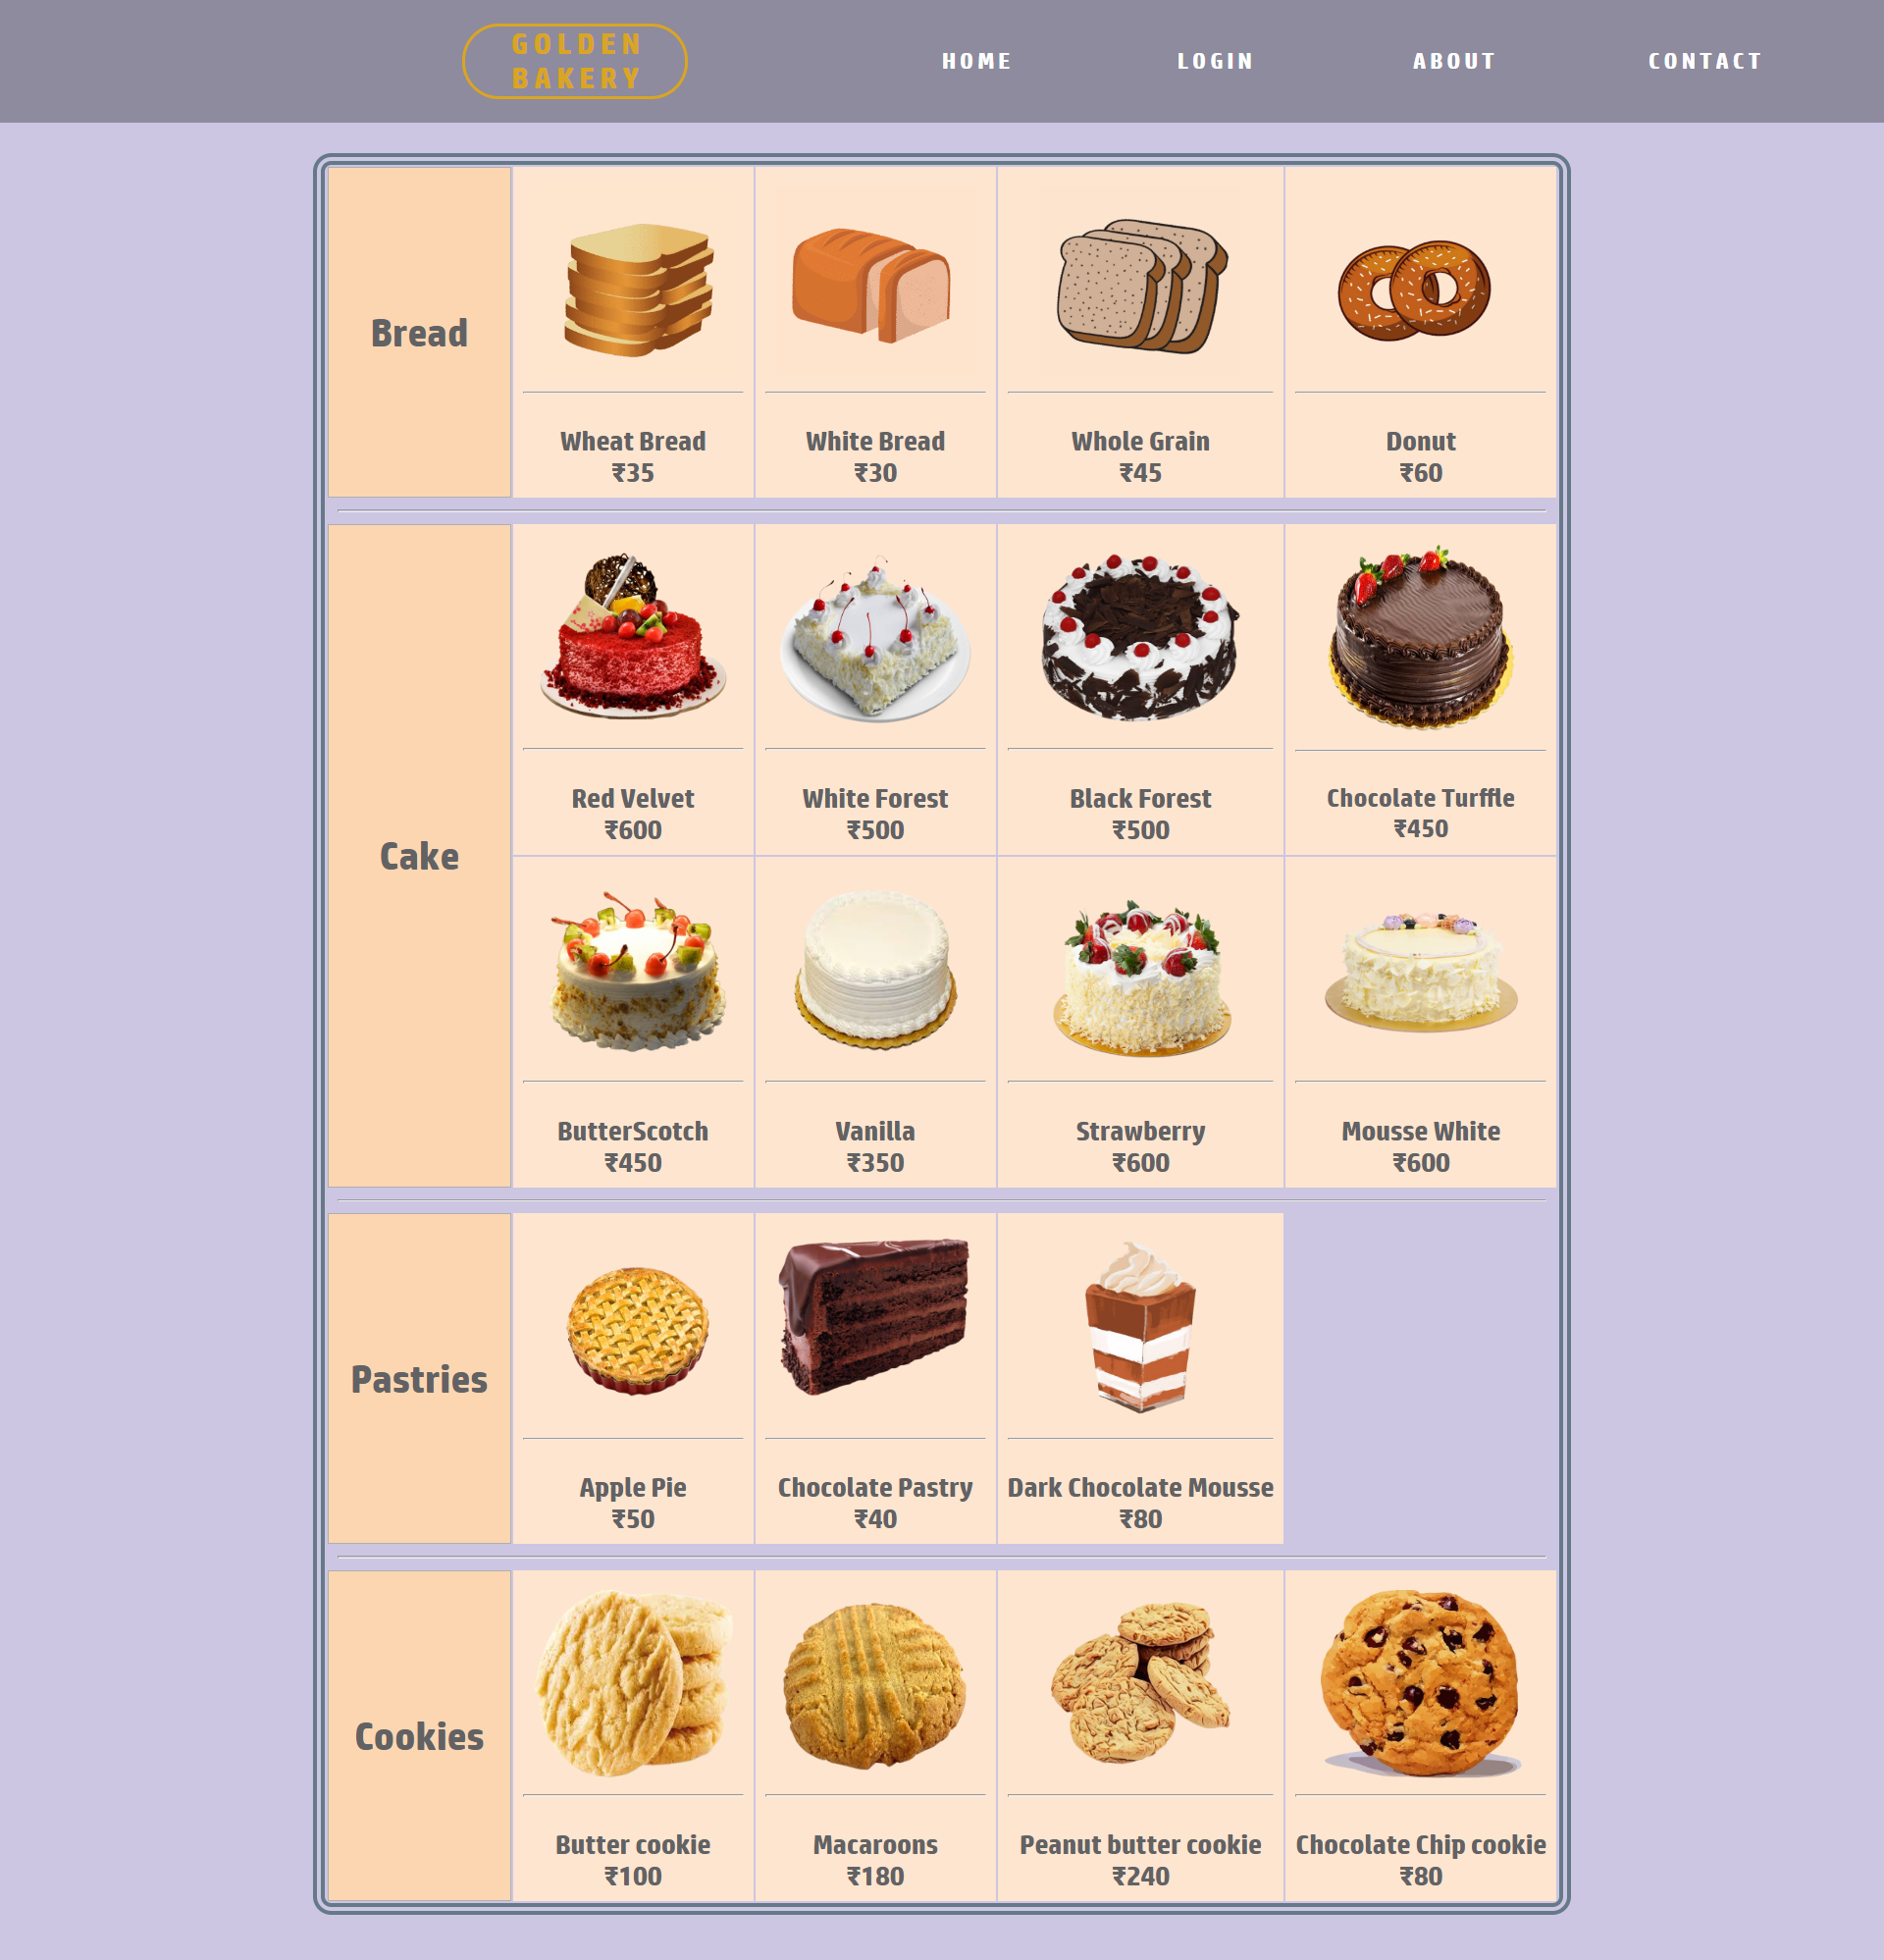 GOLDEN
BAKERY
HOME
LOGIN
ABOUT
CONTACT
Bread
Wheat Bread
₹35
White Bread
₹30
Whole Grain
₹45
Donut
₹60
Cake
Red Velvet
₹600
White Forest
₹500
Black Forest
₹500
Chocolate Turffle
₹450
ButterScotch
₹450
Vanilla
₹350
Strawberry
₹600
Mousse White
₹600
Pastries
Apple Pie
₹50
Chocolate Pastry
₹40
Dark Chocolate Mousse
₹80
Cookies
Butter cookie
₹100
Macaroons
₹180
Peanut butter cookie
₹240
Chocolate Chip cookie
₹80